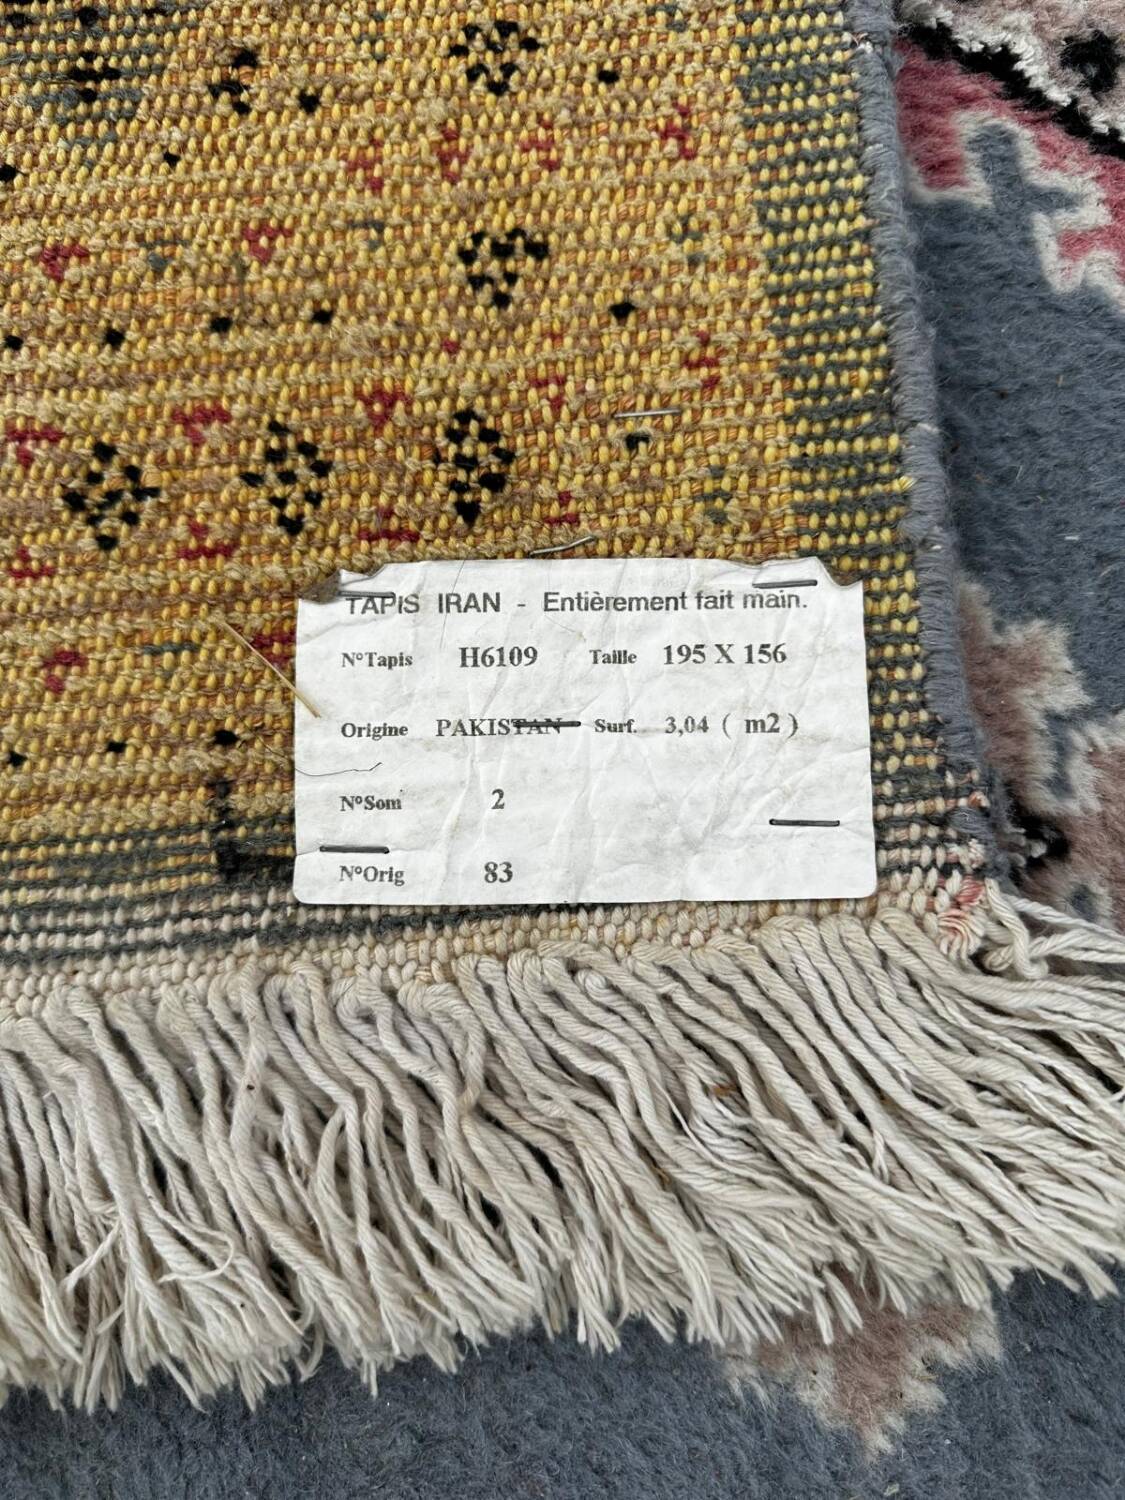 TAPIS IRAN - Entièrement fait main.
N°Tapis H6109 Taille 195 X 156
Origine PAKISTAN Surf. 3,04 ( m2 )
N°Som 2
N°Orig 83